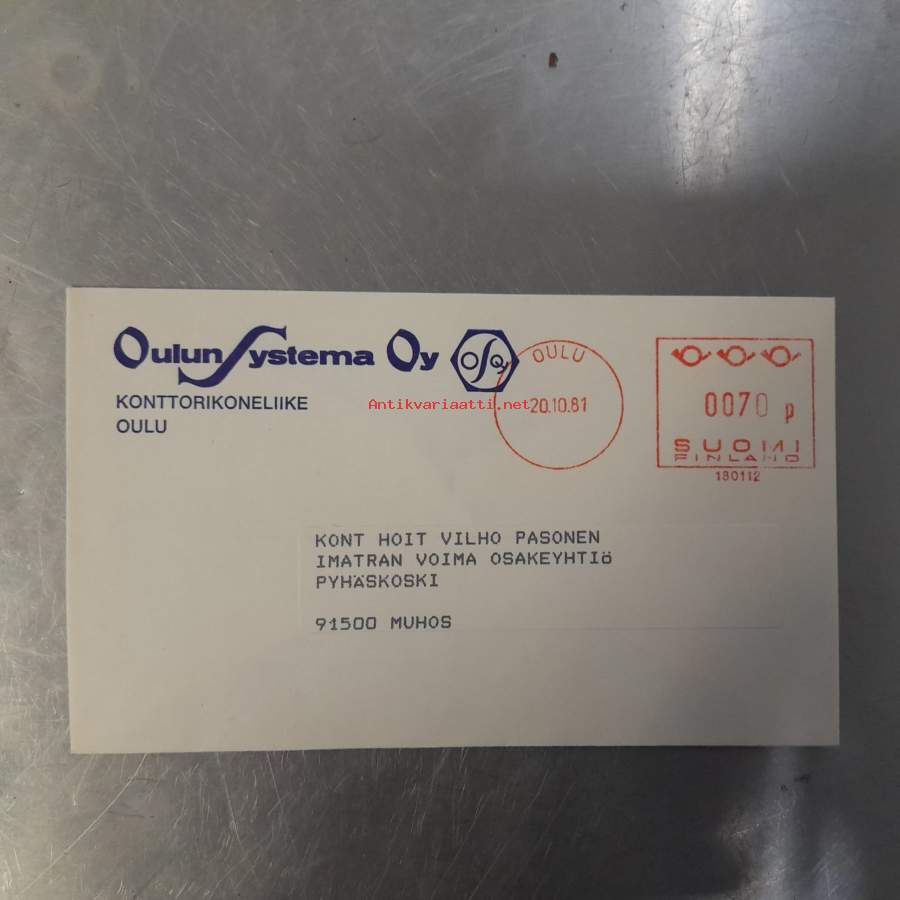 Oulun Systema Oy OSOy
KONTTORIKONELIIKE
OULU
OULU
20.10.81
0070 p
SUOMI
FINLAND
180112
Antikvariaatti.net
KONT HOIT VILHO PASONEN
IMATRAN VOIMA OSAKEYHTIÖ
PYHÄSKOSKI
91500 MUHOS